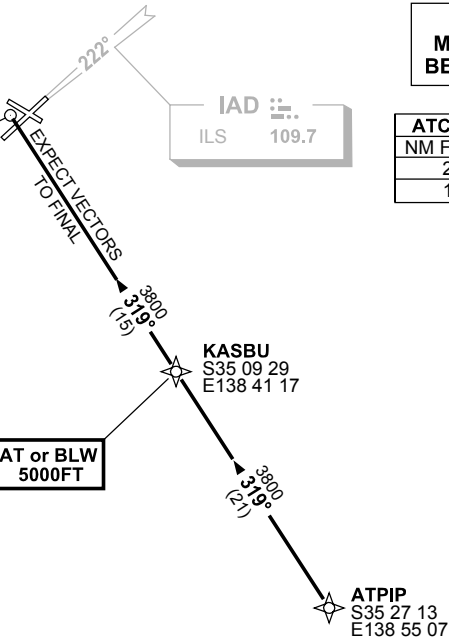 222°
M
BE
IAD
ILS 109.7
ATC
NM F
2
1
EXPECT VECTORS
TO FINAL
3800
319°
(15)
KASBU
S35 09 29
E138 41 17
AT or BLW
5000FT
3800
319°
(21)
ATPIP
S35 27 13
E138 55 07